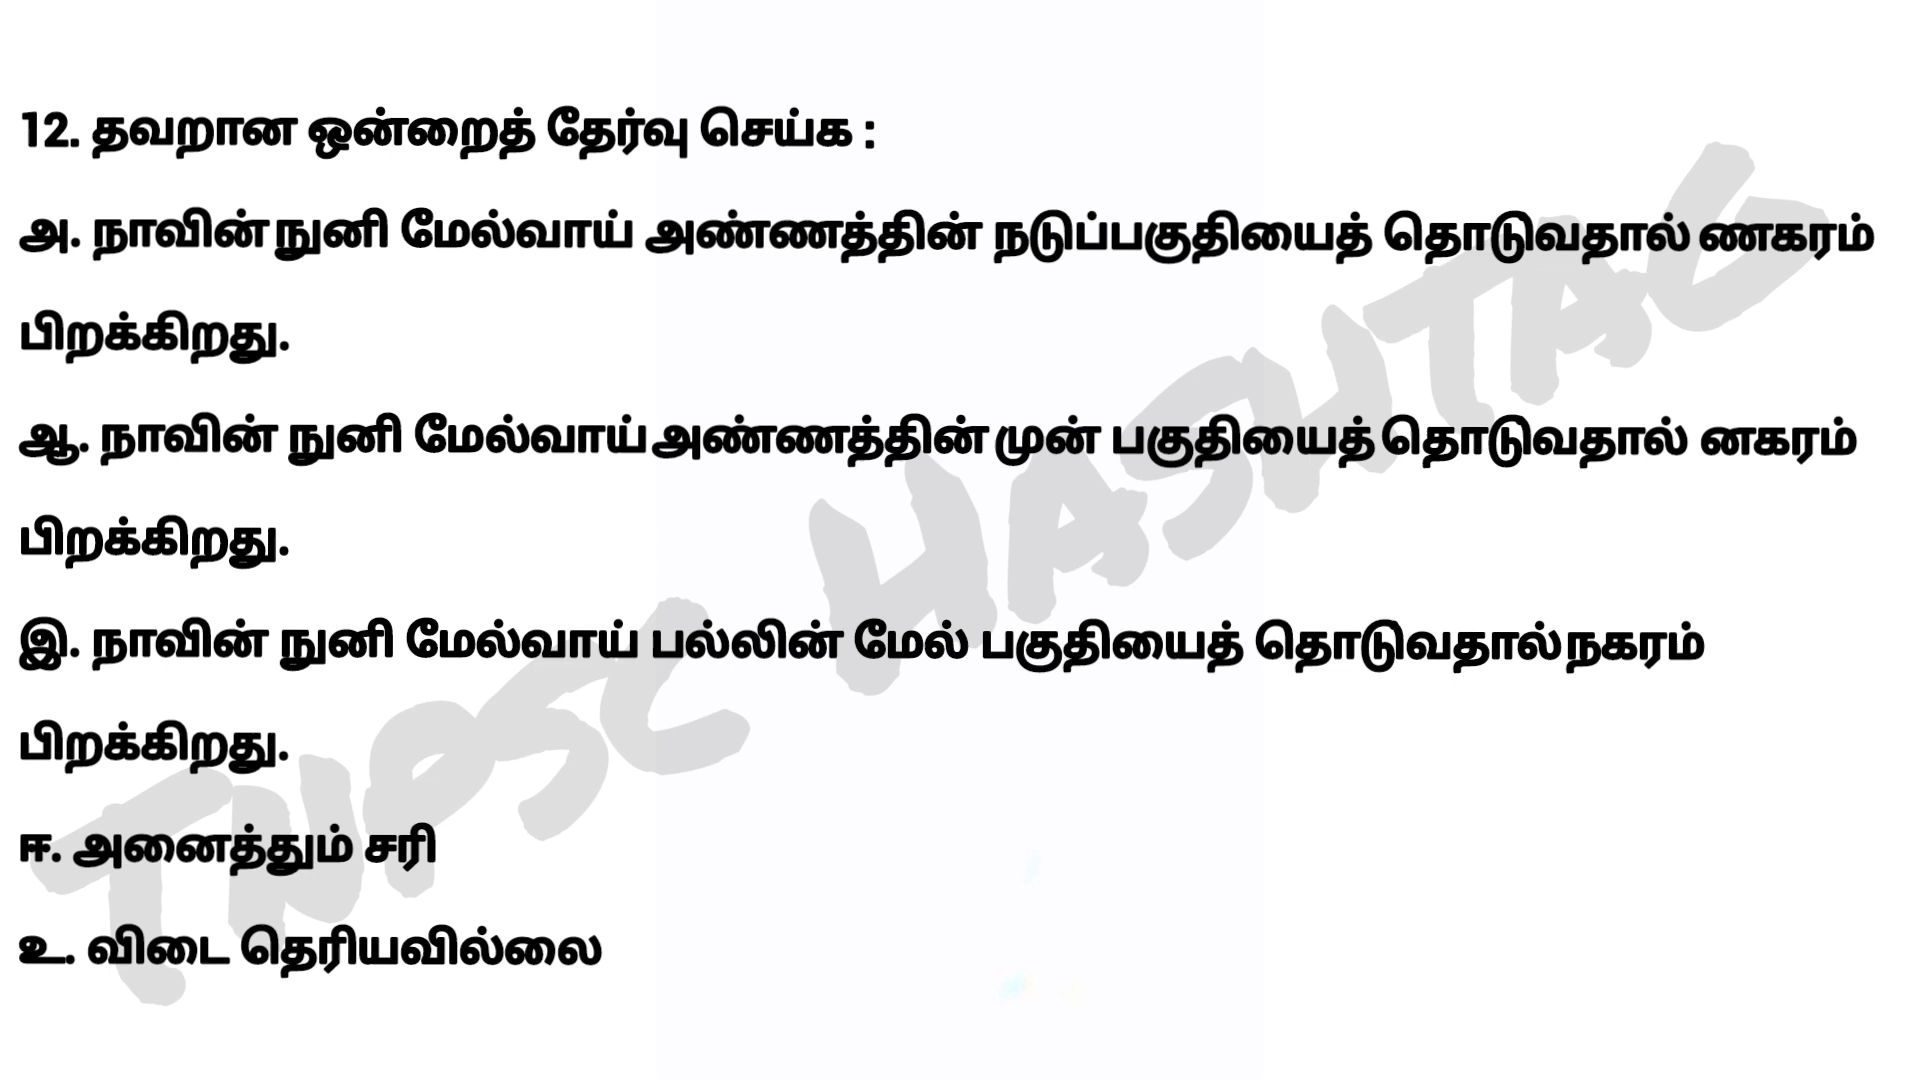 12. தவறான ஒன்றைத் தேர்வு செய்க :
அ. நாவின் நுனி மேல்வாய் அண்ணத்தின் நடுப்பகுதியைத் தொடுவதால் ணகரம்
பிறக்கிறது.
ஆ. நாவின் நுனி மேல்வாய் அண்ணத்தின் முன் பகுதியைத் தொடுவதால் னகரம்
பிறக்கிறது.
இ. நாவின் நுனி மேல்வாய் பல்லின் மேல் பகுதியைத் தொடுவதால் நகரம்
பிறக்கிறது.
ஈ. அனைத்தும் சரி
உ. விடை தெரியவில்லை
TNPSC HASHTAG